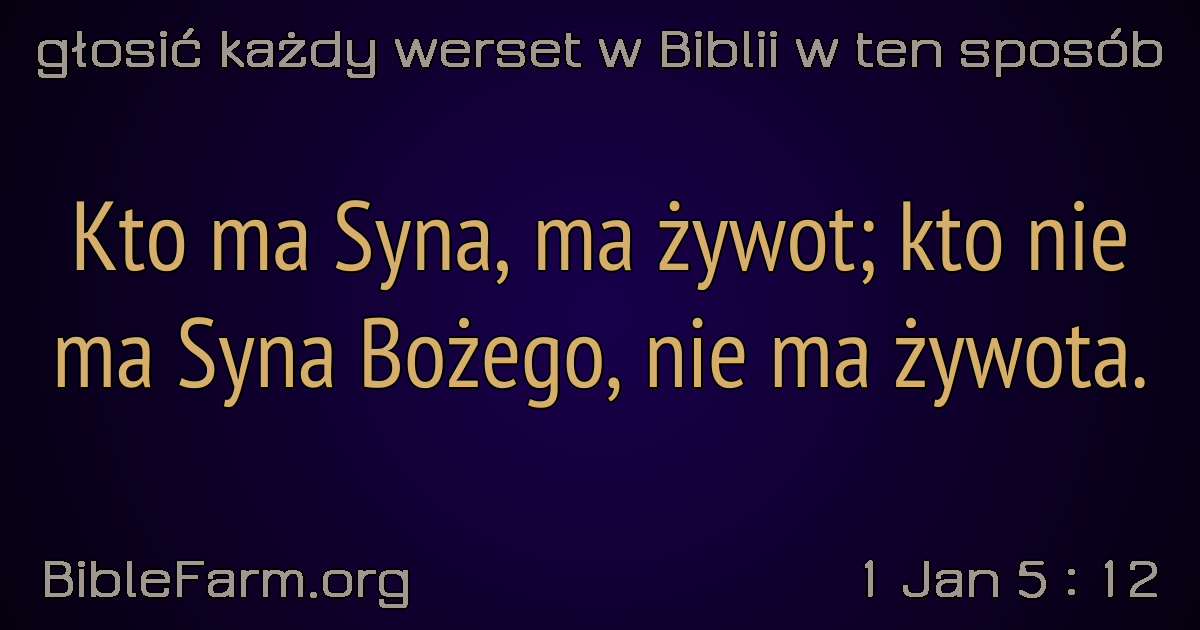 głosić każdy werset w Biblii w ten sposób
Kto ma Syna, ma żywot; kto nie
ma Syna Bożego, nie ma żywota.
BibleFarm.org
1 Jan 5 : 12